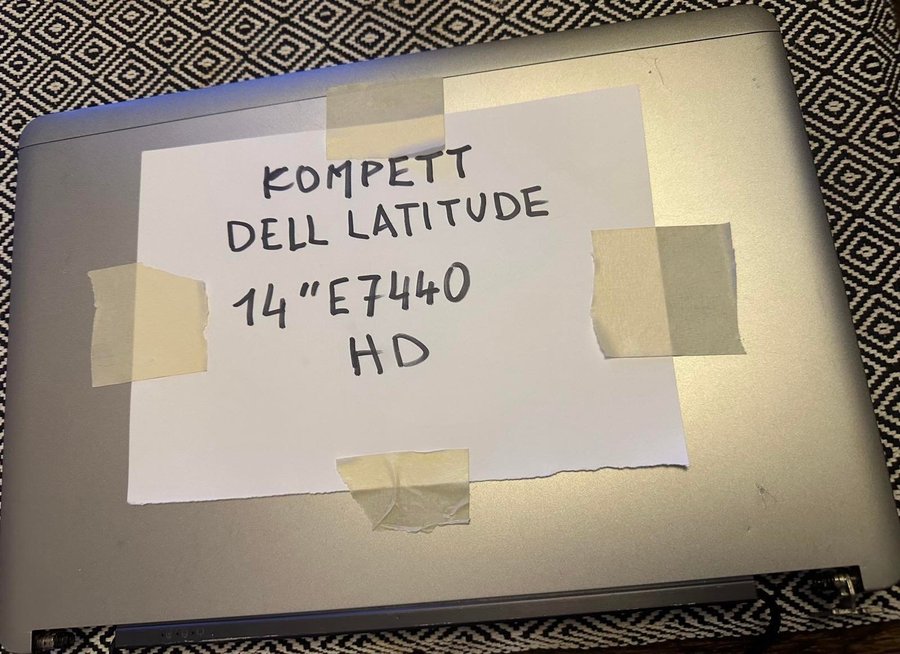 KOMPETT
DELL LATITUDE
14" E7440
HD